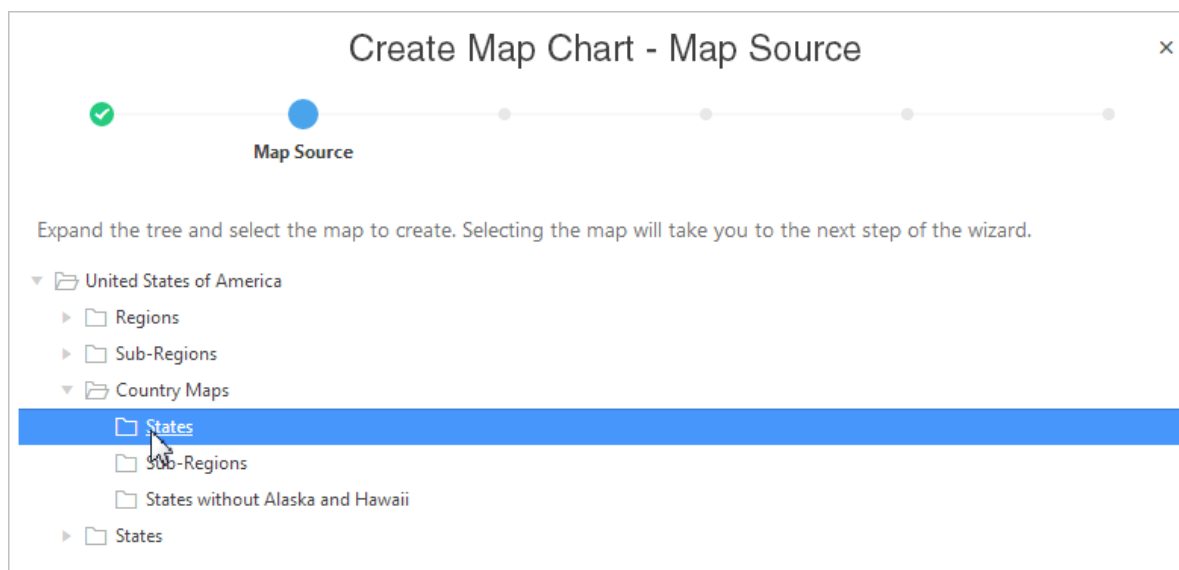 Create Map Chart - Map Source
Map Source
Expand the tree and select the map to create. Selecting the map will take you to the next step of the wizard.
United States of America
Regions
Sub-Regions
Country Maps
States
Sub-Regions
States without Alaska and Hawaii
States